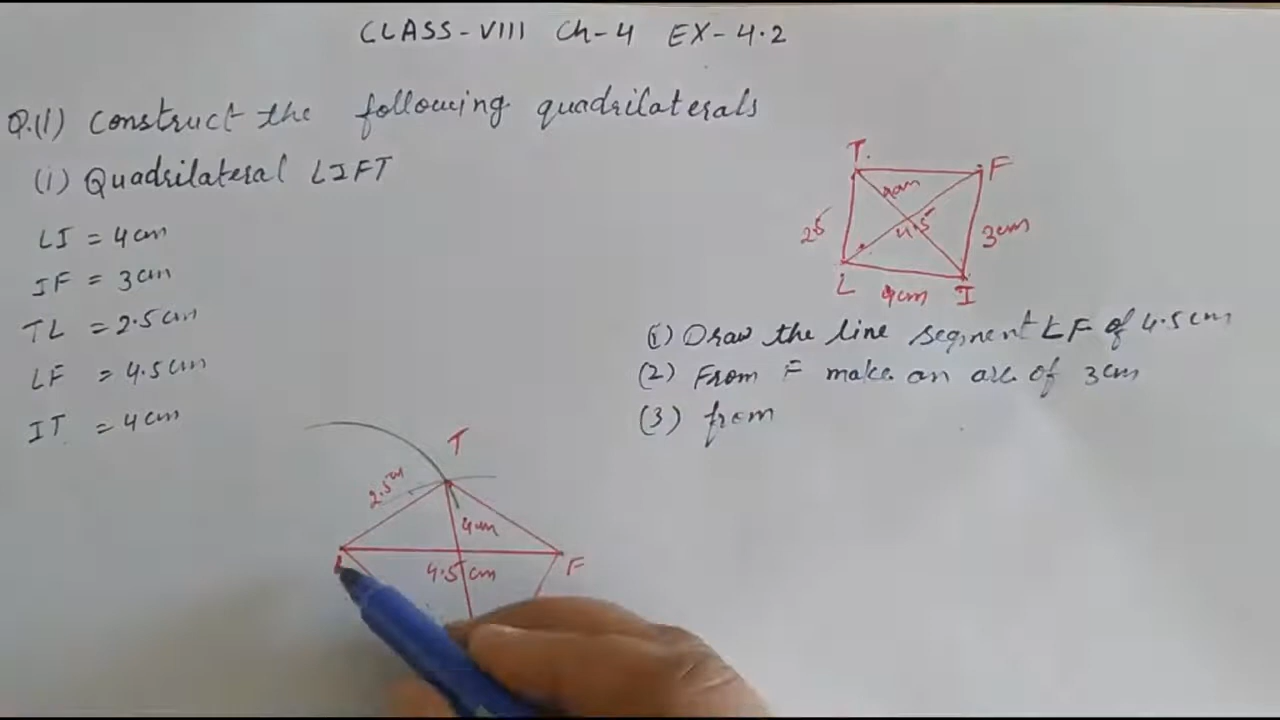 CLASS-VIII Ch-4 EX-4.2
Q.(1) Construct the following quadrilaterals
(i) Quadrilateral LIFT
LI = 4cm
IF = 3cm
TL = 2.5cm
LF = 4.5cm
IT = 4cm
T F
4cm
2.5 4.5 3cm
L 4cm I
(1) Draw the line segment LF of 4.5cm
(2) From F make an arc of 3cm
(3) from
T
2.5cm
4cm
4.5cm F